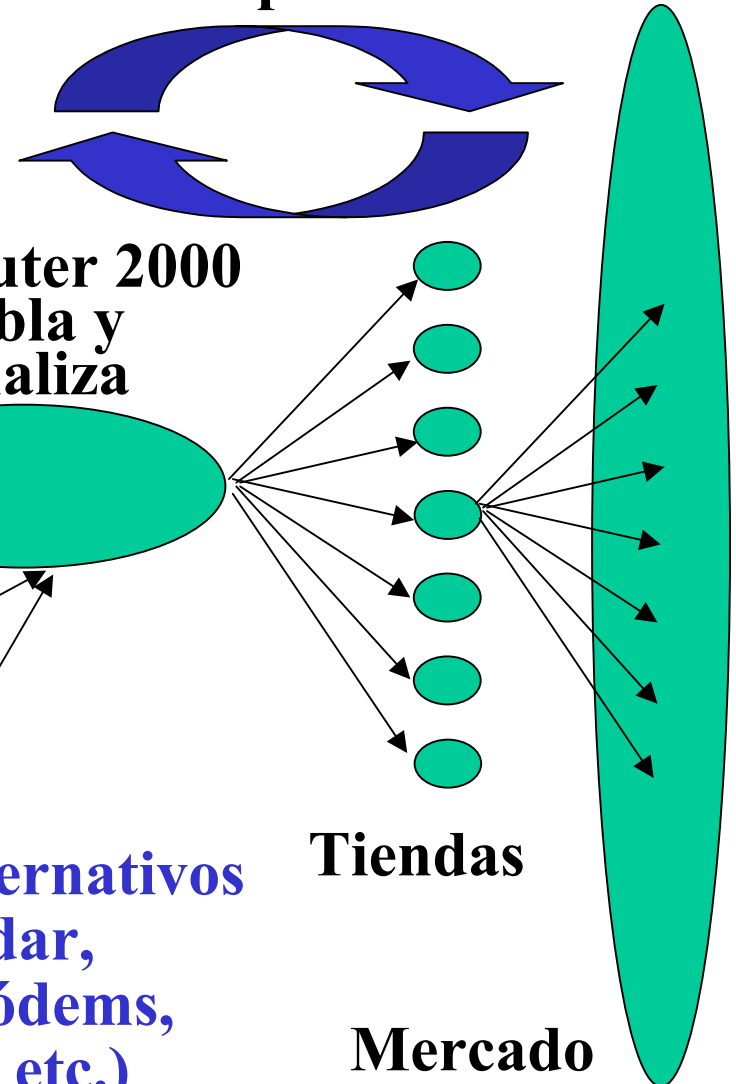 uter 2000
bla y
aliza
Tiendas
ernativos
dar,
ódems,
etc.)
Mercado